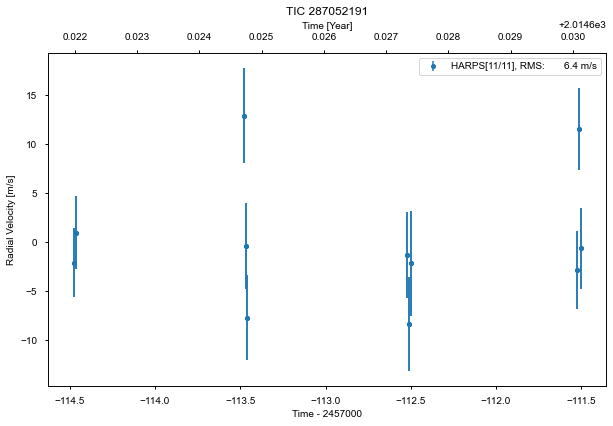 TIC 287052191
Time [Year]
+2.0146e3
0.022 0.023 0.024 0.025 0.026 0.027 0.028 0.029 0.030
HARPS[11/11], RMS: 6.4 m/s
15
10
5
0
−5
−10
Radial Velocity [m/s]
−114.5 −114.0 −113.5 −113.0 −112.5 −112.0 −111.5
Time - 2457000